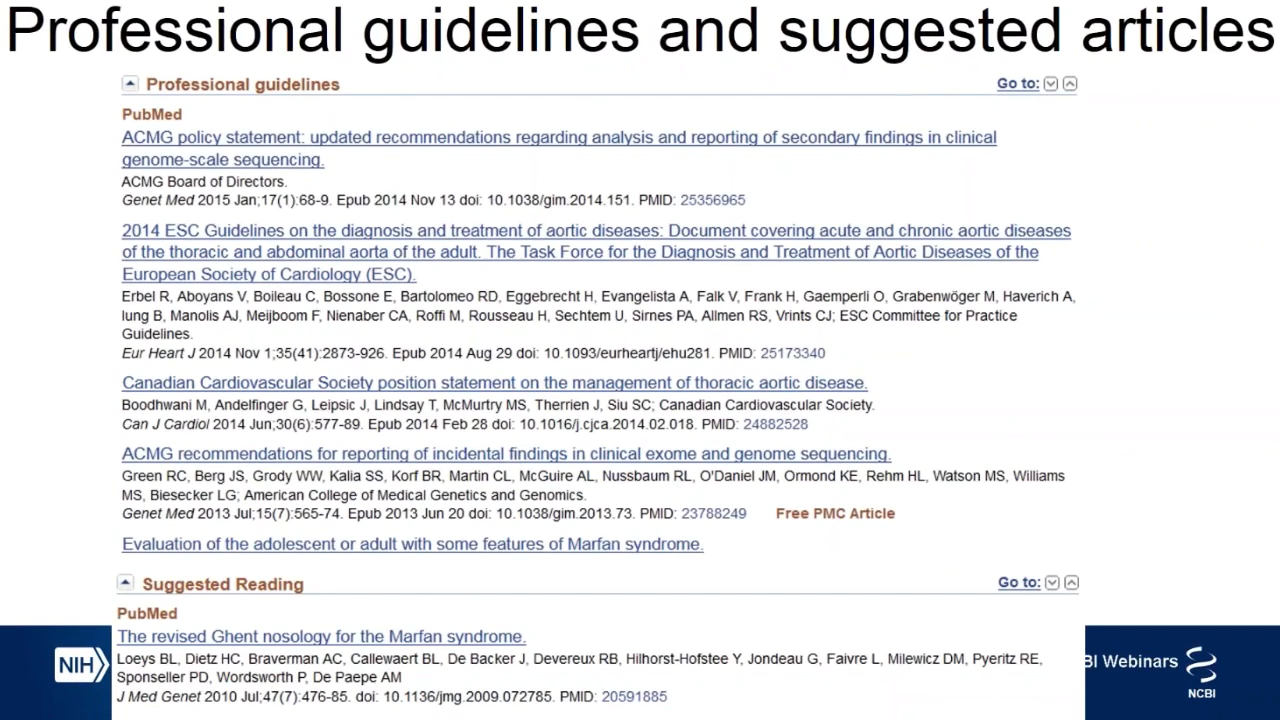 Professional guidelines and suggested articles
Professional guidelines
Go to:
PubMed
ACMG policy statement: updated recommendations regarding analysis and reporting of secondary findings in clinical
genome-scale sequencing.
ACMG Board of Directors.
Genet Med 2015 Jan;17(1):68-9. Epub 2014 Nov 13 doi: 10.1038/gim.2014.151. PMID: 25356965
2014 ESC Guidelines on the diagnosis and treatment of aortic diseases: Document covering acute and chronic aortic diseases
of the thoracic and abdominal aorta of the adult. The Task Force for the Diagnosis and Treatment of Aortic Diseases of the
European Society of Cardiology (ESC).
Erbel R, Aboyans V, Boileau C, Bossone E, Bartolomeo RD, Eggebrecht H, Evangelista A, Falk V, Frank H, Gaemperli O, Grabenwöger M, Haverich A,
Iung B, Manolis AJ, Meijboom F, Nienaber CA, Roffi M, Rousseau H, Sechtem U, Sirnes PA, Allmen RS, Vrints CJ; ESC Committee for Practice
Guidelines.
Eur Heart J 2014 Nov 1;35(41):2873-926. Epub 2014 Aug 29 doi: 10.1093/eurheartj/ehu281. PMID: 25173340
Canadian Cardiovascular Society position statement on the management of thoracic aortic disease.
Boodhwani M, Andelfinger G, Leipsic J, Lindsay T, McMurtry MS, Therrien J, Siu SC; Canadian Cardiovascular Society.
Can J Cardiol 2014 Jun;30(6):577-89. Epub 2014 Feb 28 doi: 10.1016/j.cjca.2014.02.018. PMID: 24882528
ACMG recommendations for reporting of incidental findings in clinical exome and genome sequencing.
Green RC, Berg JS, Grody WW, Kalia SS, Korf BR, Martin CL, McGuire AL, Nussbaum RL, O'Daniel JM, Ormond KE, Rehm HL, Watson MS, Williams
MS, Biesecker LG; American College of Medical Genetics and Genomics.
Genet Med 2013 Jul;15(7):565-74. Epub 2013 Jun 20 doi: 10.1038/gim.2013.73. PMID: 23788249 Free PMC Article
Evaluation of the adolescent or adult with some features of Marfan syndrome.
Suggested Reading
Go to:
PubMed
The revised Ghent nosology for the Marfan syndrome.
Loeys BL, Dietz HC, Braverman AC, Callewaert BL, De Backer J, Devereux RB, Hilhorst-Hofstee Y, Jondeau G, Faivre L, Milewicz DM, Pyeritz RE,
Sponseller PD, Wordsworth P, De Paepe AM
J Med Genet 2010 Jul;47(7):476-85. doi: 10.1136/jmg.2009.072785. PMID: 20591885
NIH
BI Webinars
NCBI